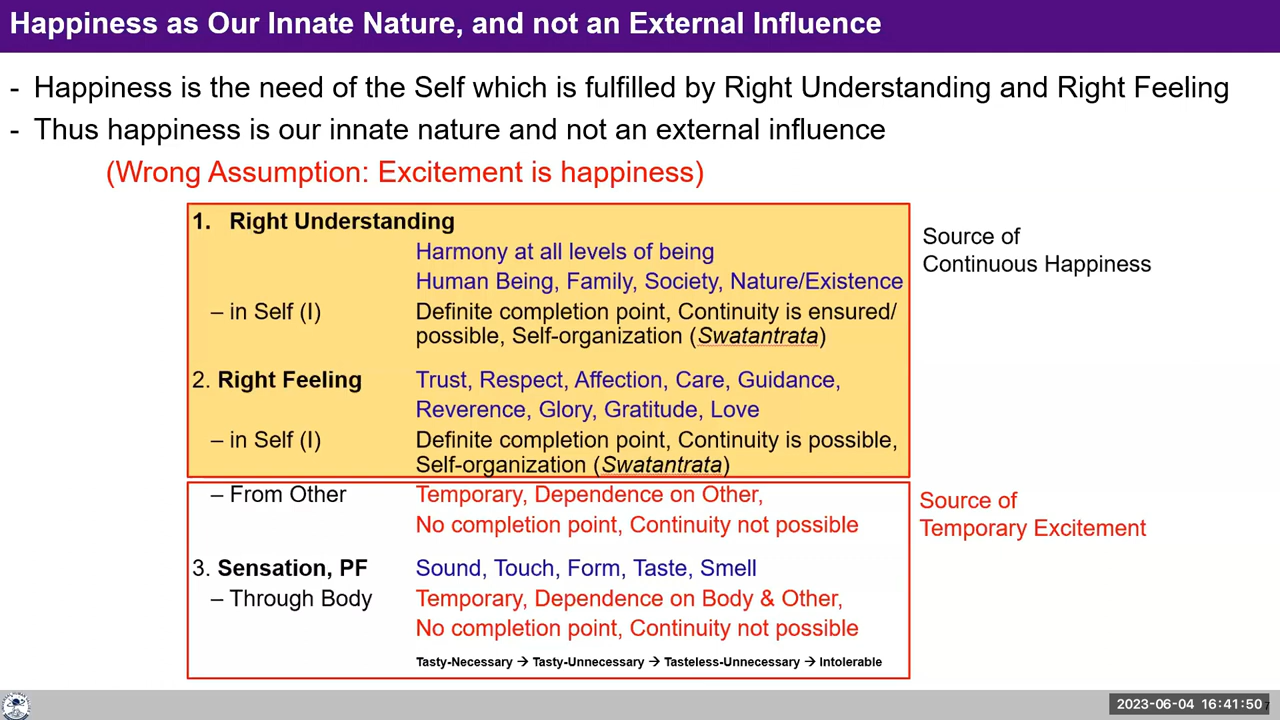 Happiness as Our Innate Nature, and not an External Influence
- Happiness is the need of the Self which is fulfilled by Right Understanding and Right Feeling
- Thus happiness is our innate nature and not an external influence
(Wrong Assumption: Excitement is happiness)
1. Right Understanding
Harmony at all levels of being
Human Being, Family, Society, Nature/Existence
– in Self (I) Definite completion point, Continuity is ensured/
possible, Self-organization (Swatantrata)
Source of
Continuous Happiness
2. Right Feeling Trust, Respect, Affection, Care, Guidance,
Reverence, Glory, Gratitude, Love
– in Self (I) Definite completion point, Continuity is possible,
Self-organization (Swatantrata)
– From Other Temporary, Dependence on Other,
No completion point, Continuity not possible
Source of
Temporary Excitement
3. Sensation, PF Sound, Touch, Form, Taste, Smell
– Through Body Temporary, Dependence on Body & Other,
No completion point, Continuity not possible
Tasty-Necessary → Tasty-Unnecessary → Tasteless-Unnecessary → Intolerable
2023-06-04 16:41:50
7